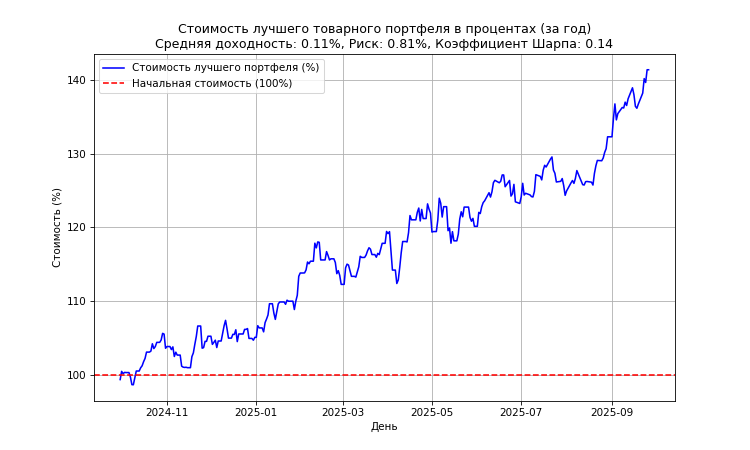 Стоимость лучшего товарного портфеля в процентах (за год)
Средняя доходность: 0.11%, Риск: 0.81%, Коэффициент Шарпа: 0.14
Стоимость лучшего портфеля (%)
Начальная стоимость (100%)
Стоимость (%)
140
130
120
110
100
2024-11 2025-01 2025-03 2025-05 2025-07 2025-09
День